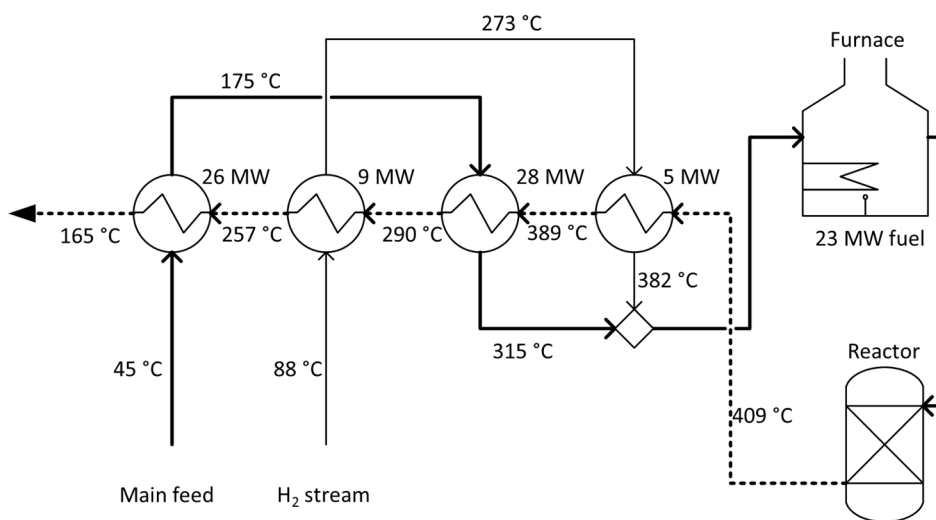 273 °C
Furnace
175 °C
26 MW
9 MW
28 MW
5 MW
165 °C
257 °C
290 °C
389 °C
23 MW fuel
382 °C
315 °C
Reactor
45 °C
88 °C
409 °C
Main feed
H₂ stream